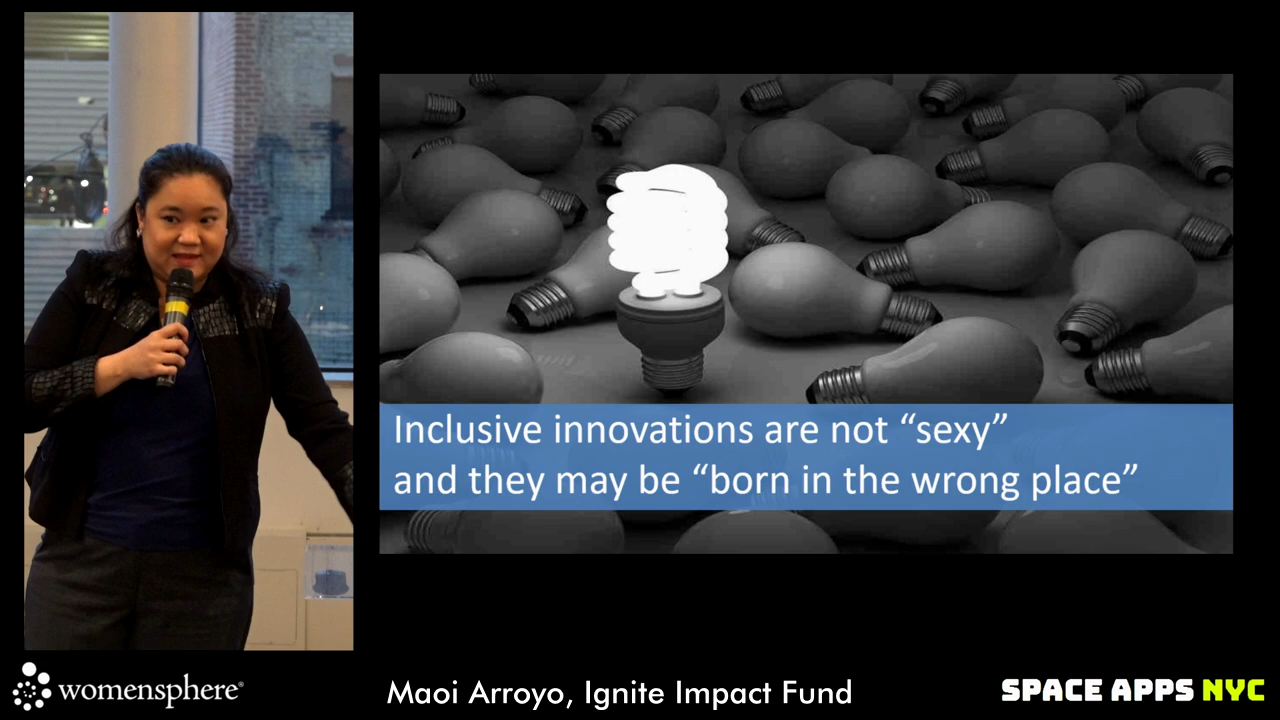 Inclusive innovations are not “sexy”
and they may be “born in the wrong place”
womensphere®
Maoi Arroyo, Ignite Impact Fund
SPACE APPS NYC